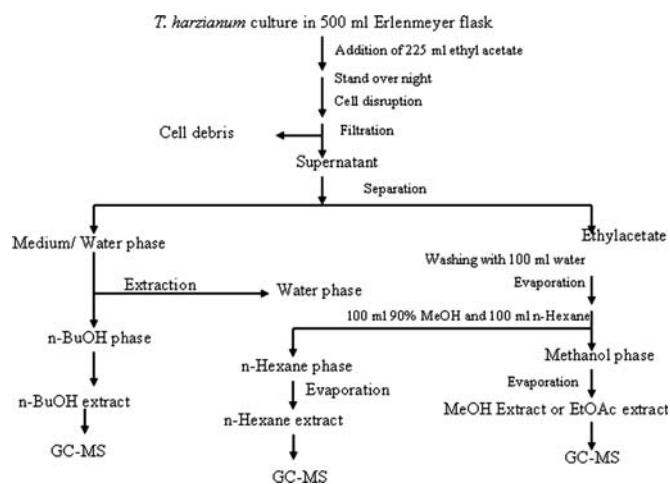 T. harzianum culture in 500 ml Erlenmeyer flask
Addition of 225 ml ethyl acetate
Stand over night
Cell disruption
Cell debris
Filtration
Supernatant
Separation
Medium/ Water phase
Ethylacetate
Washing with 100 ml water
Extraction
Water phase
Evaporation
100 ml 90% MeOH and 100 ml n-Hexane
n-BuOH phase
n-Hexane phase
Methanol phase
Evaporation
Evaporation
n-BuOH extract
n-Hexane extract
MeOH Extract or EtOAc extract
GC-MS
GC-MS
GC-MS